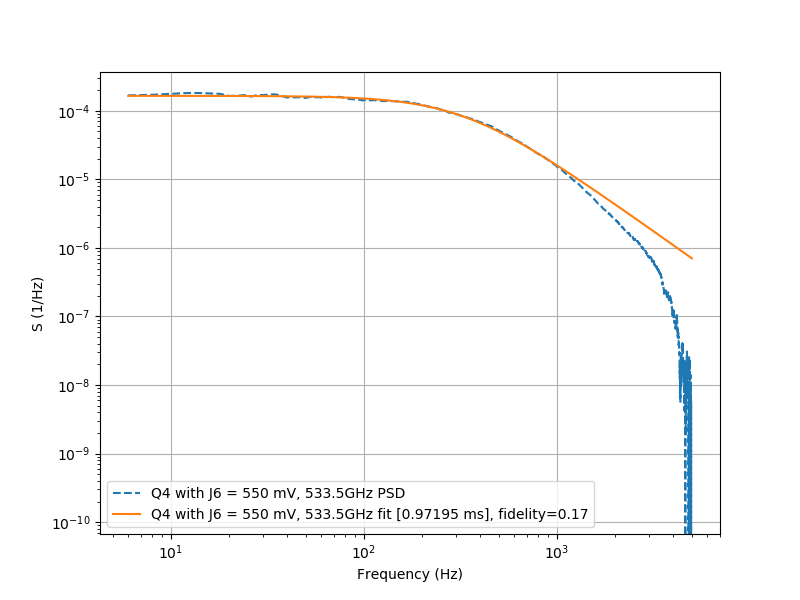 10⁻⁴
10⁻⁵
10⁻⁶
10⁻⁷
10⁻⁸
10⁻⁹
10⁻¹⁰
S (1/Hz)
Q4 with J6 = 550 mV, 533.5GHz PSD
Q4 with J6 = 550 mV, 533.5GHz fit [0.97195 ms], fidelity=0.17
10¹ 10² 10³
Frequency (Hz)